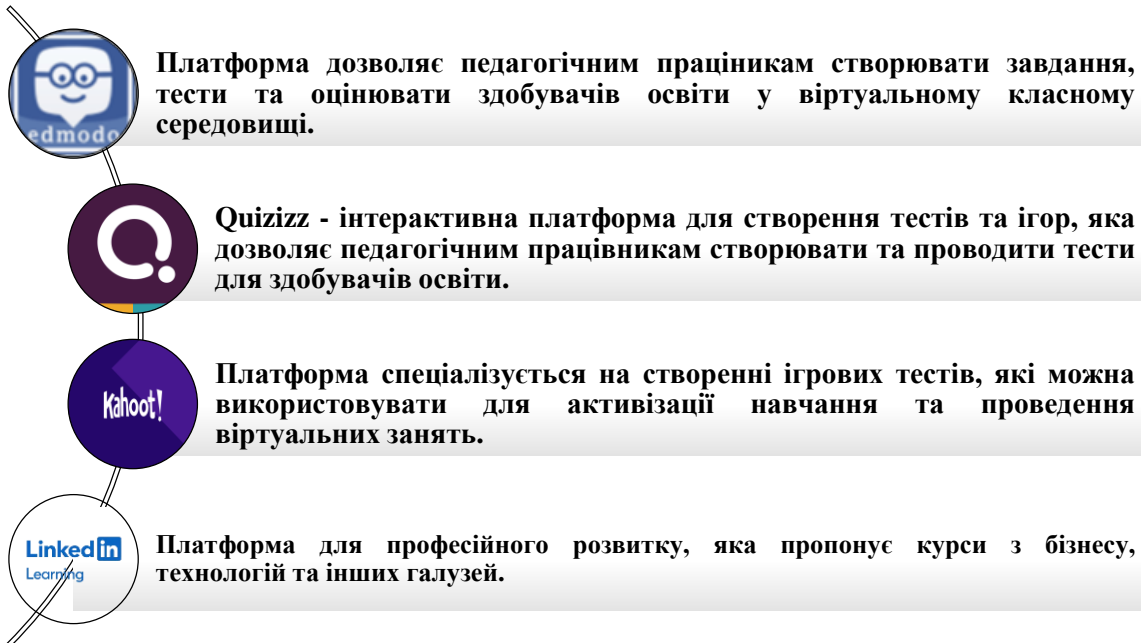 edmodo
Платформа дозволяє педагогічним праціникам створювати завдання,
тести та оцінювати здобувачів освіти у віртуальному класному
середовищі.
Quizizz - інтерактивна платформа для створення тестів та ігор, яка
дозволяє педагогічним працівникам створювати та проводити тести
для здобувачів освіти.
Kahoot!
Платформа спеціалізується на створенні ігрових тестів, які можна
використовувати для активізації навчання та проведення
віртуальних занять.
Linked in
Learning
Платформа для професійного розвитку, яка пропонує курси з бізнесу,
технологій та інших галузей.